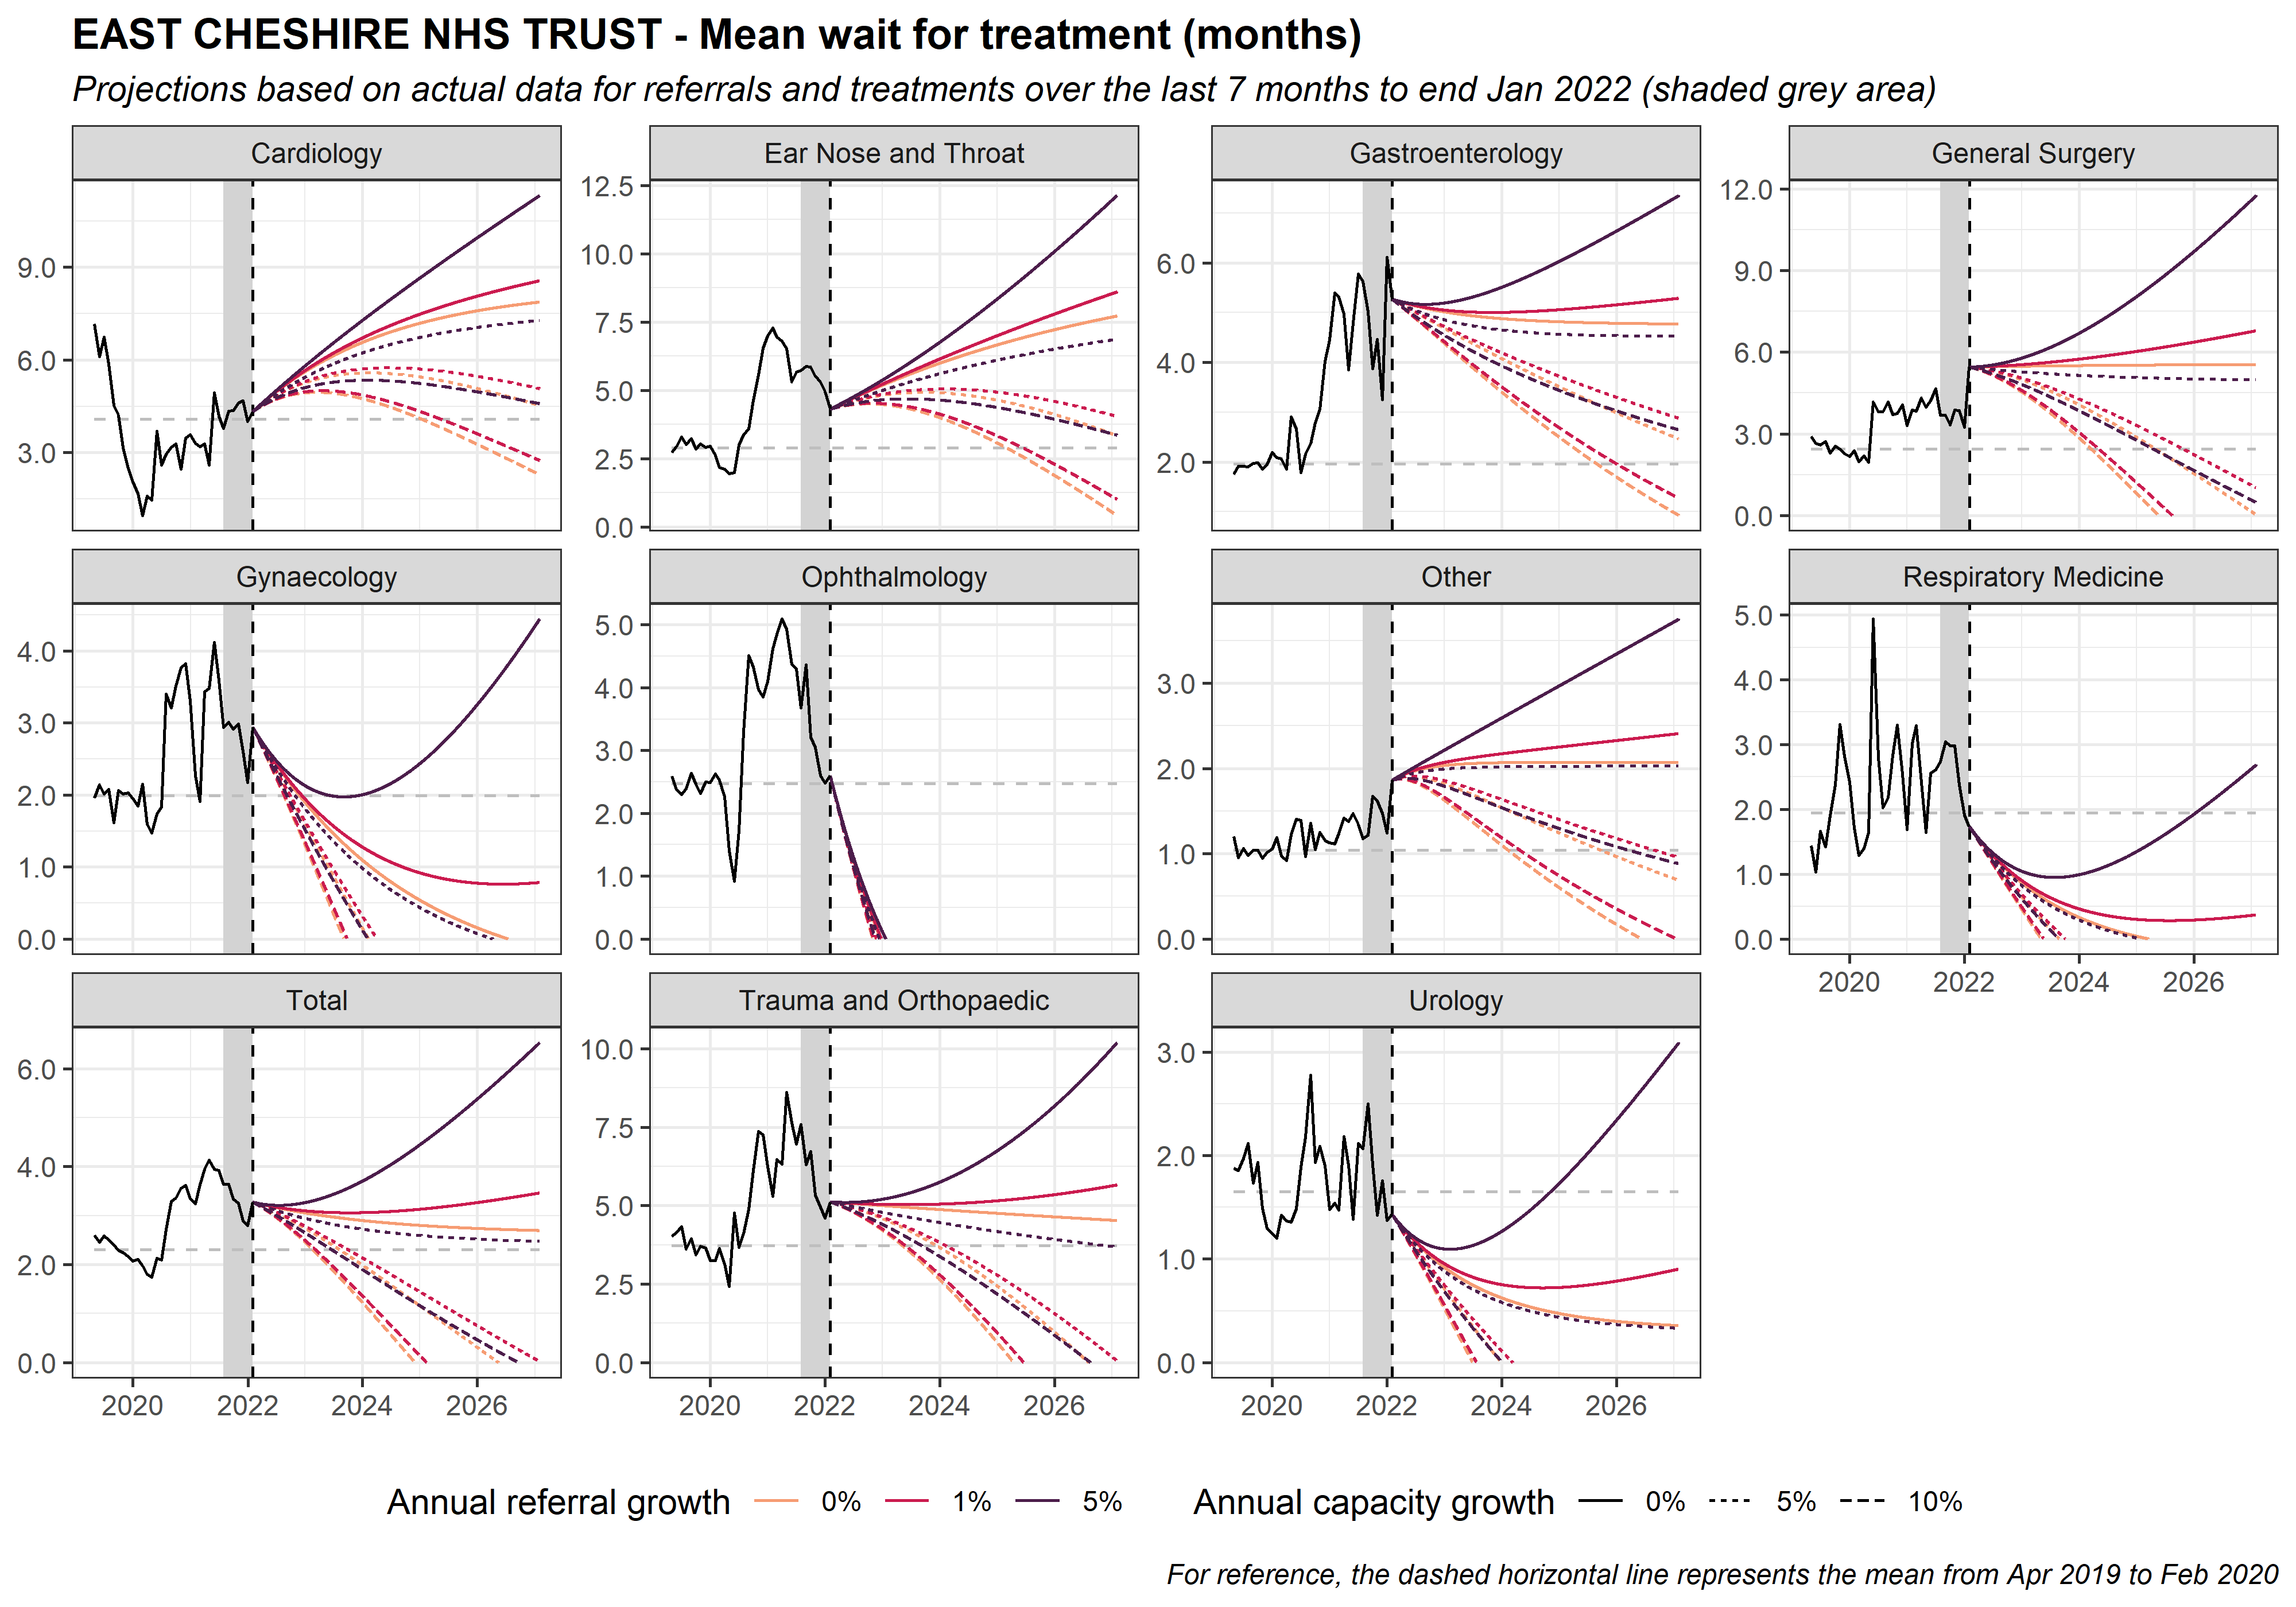 EAST CHESHIRE NHS TRUST - Mean wait for treatment (months)
Projections based on actual data for referrals and treatments over the last 7 months to end Jan 2022 (shaded grey area)
Cardiology
Ear Nose and Throat
Gastroenterology
General Surgery
9.0
6.0
3.0
12.5
10.0
7.5
5.0
2.5
0.0
6.0
4.0
2.0
12.0
9.0
6.0
3.0
0.0
Gynaecology
Ophthalmology
Other
Respiratory Medicine
4.0
3.0
2.0
1.0
0.0
5.0
4.0
3.0
2.0
1.0
0.0
3.0
2.0
1.0
0.0
5.0
4.0
3.0
2.0
1.0
0.0
2020 2022 2024 2026
Total
Trauma and Orthopaedic
Urology
6.0
4.0
2.0
0.0
10.0
7.5
5.0
2.5
0.0
3.0
2.0
1.0
0.0
2020 2022 2024 2026
2020 2022 2024 2026
2020 2022 2024 2026
Annual referral growth 0% 1% 5%
Annual capacity growth 0% 5% 10%
For reference, the dashed horizontal line represents the mean from Apr 2019 to Feb 2020